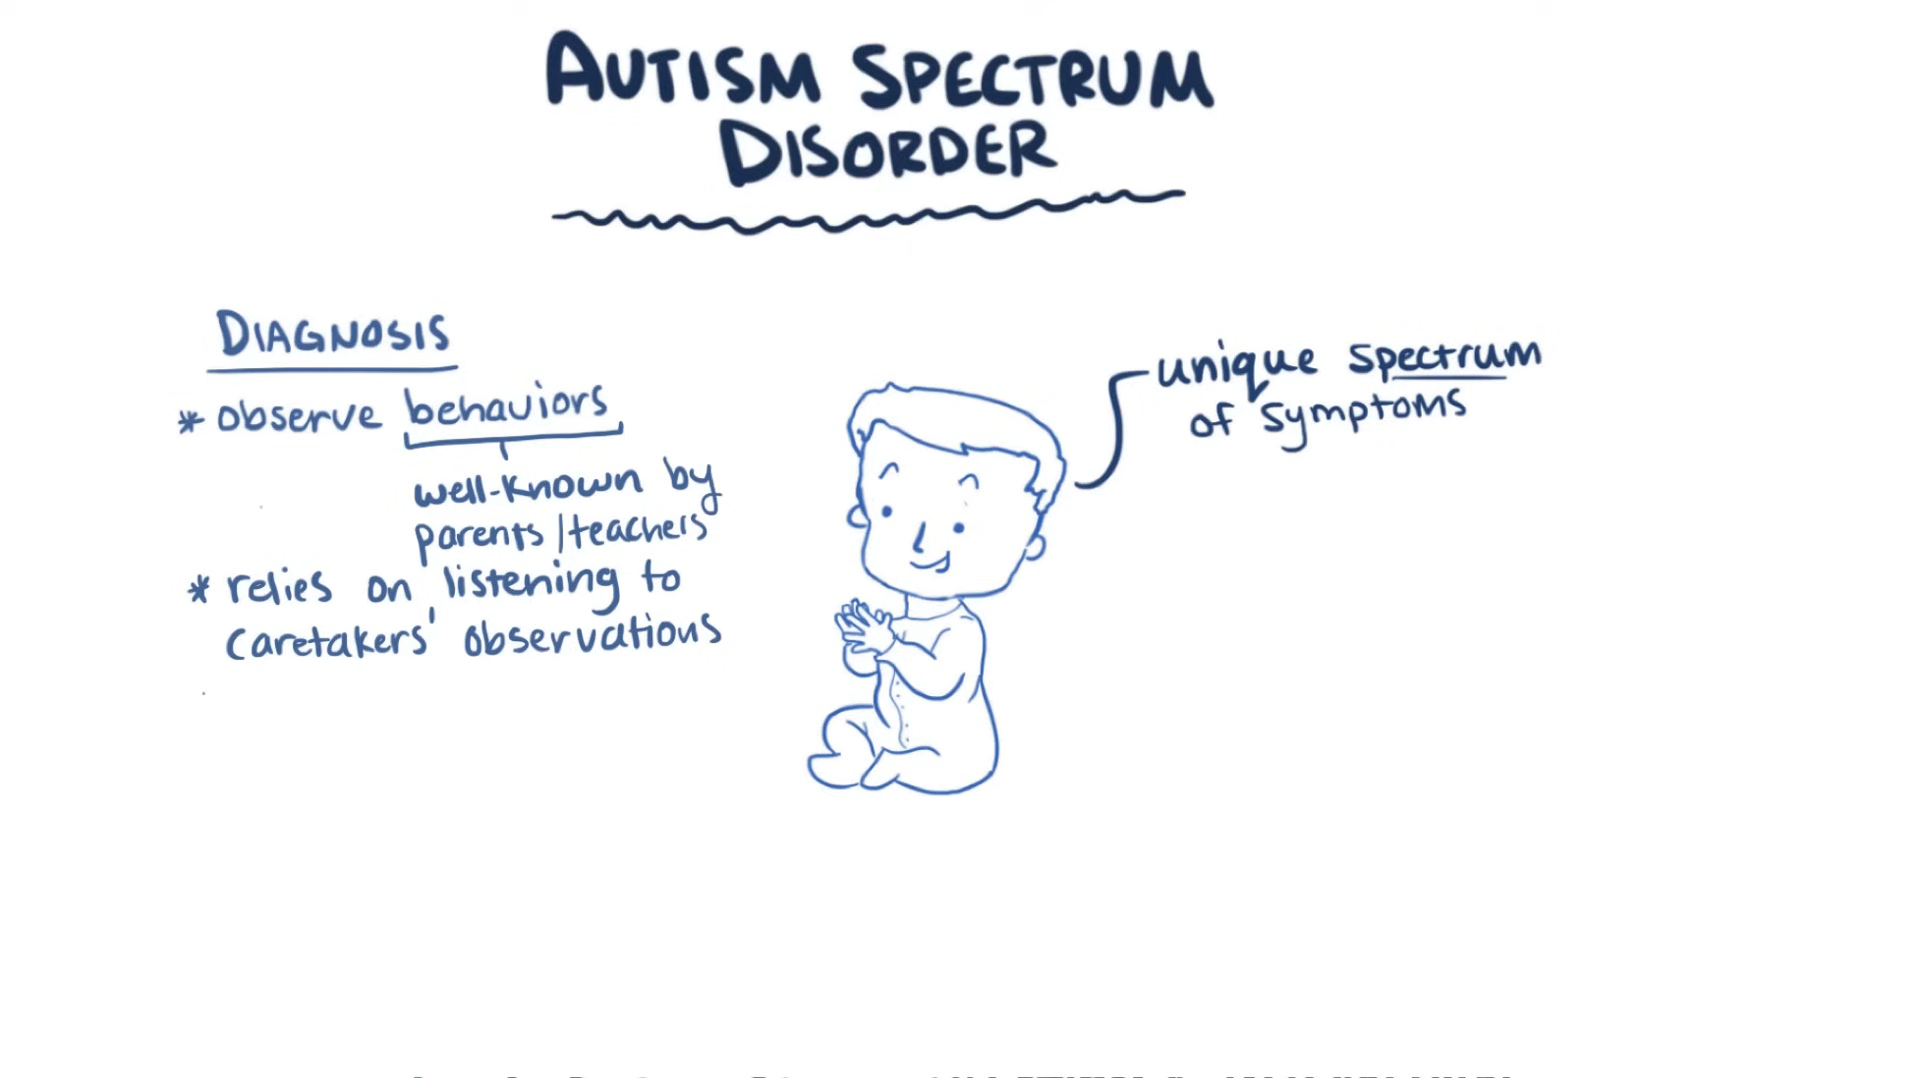 AUTISM SPECTRUM
DISORDER
DIAGNOSIS
* observe behaviors
well-known by
parents/teachers
* relies on listening to
caretakers' observations
unique spectrum
of symptoms